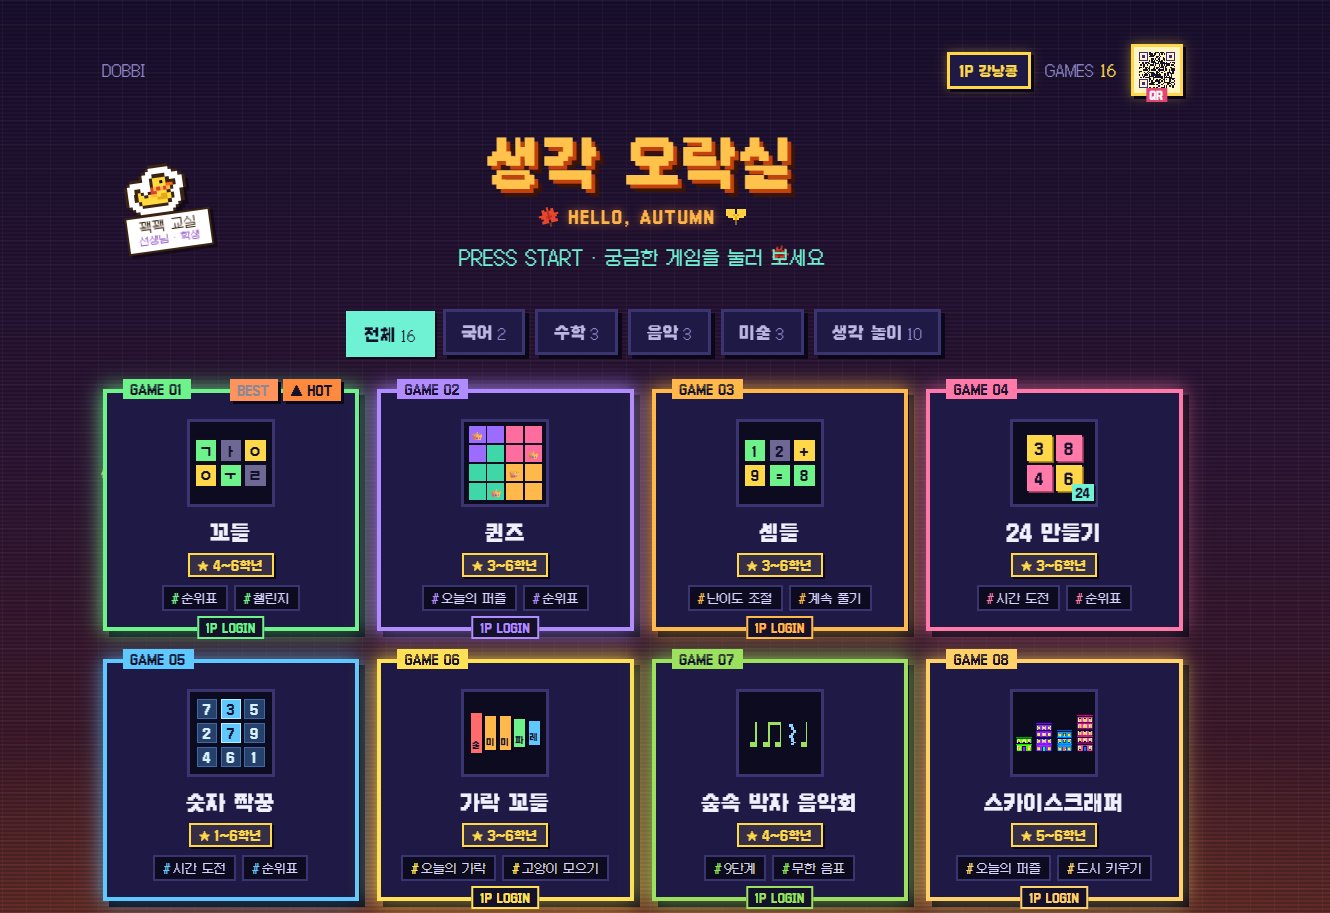 DOBBI
1P 강낭콩
GAMES 16
QR
생각 오락실
HELLO, AUTUMN
꽥꽥 교실
선생님 · 학생
PRESS START · 궁금한 게임을 눌러 보세요
전체 16
국어 2
수학 3
음악 3
미술 3
생각 놀이 10
GAME 01
BEST
▲ HOT
ㄱ ㅏ ㅇ
ㅇ ㅜ ㄹ
꼬들
★ 4~6학년
#순위표
#챌린지
1P LOGIN
GAME 02
퀸즈
★ 3~6학년
#오늘의 퍼즐
#순위표
1P LOGIN
GAME 03
1 2 +
9 = 8
셈들
★ 3~6학년
#난이도 조절
#계속 풀기
1P LOGIN
GAME 04
3 8
4 6
24
24 만들기
★ 3~6학년
#시간 도전
#순위표
GAME 05
7 3 5
2 7 9
4 6 1
숫자 짝꿍
★ 1~6학년
#시간 도전
#순위표
GAME 06
솔 미 미 파 레
가락 꼬들
★ 3~6학년
#오늘의 가락
#고양이 모으기
1P LOGIN
GAME 07
숲속 박자 음악회
★ 4~6학년
#9단계
#무한 음표
1P LOGIN
GAME 08
스카이스크래퍼
★ 5~6학년
#오늘의 퍼즐
#도시 키우기
1P LOGIN